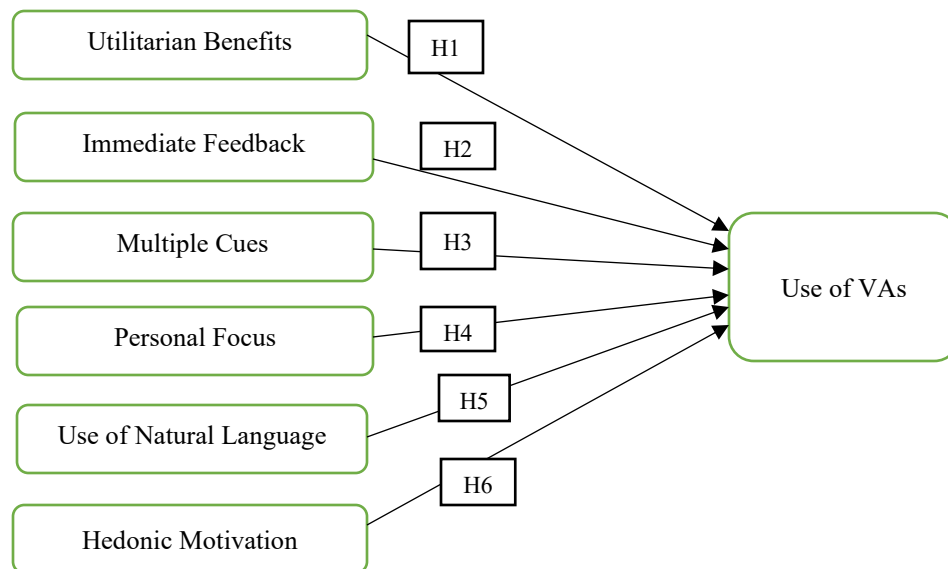 Utilitarian Benefits
H1
Immediate Feedback
H2
Multiple Cues
H3
Use of VAs
Personal Focus
H4
Use of Natural Language
H5
H6
Hedonic Motivation